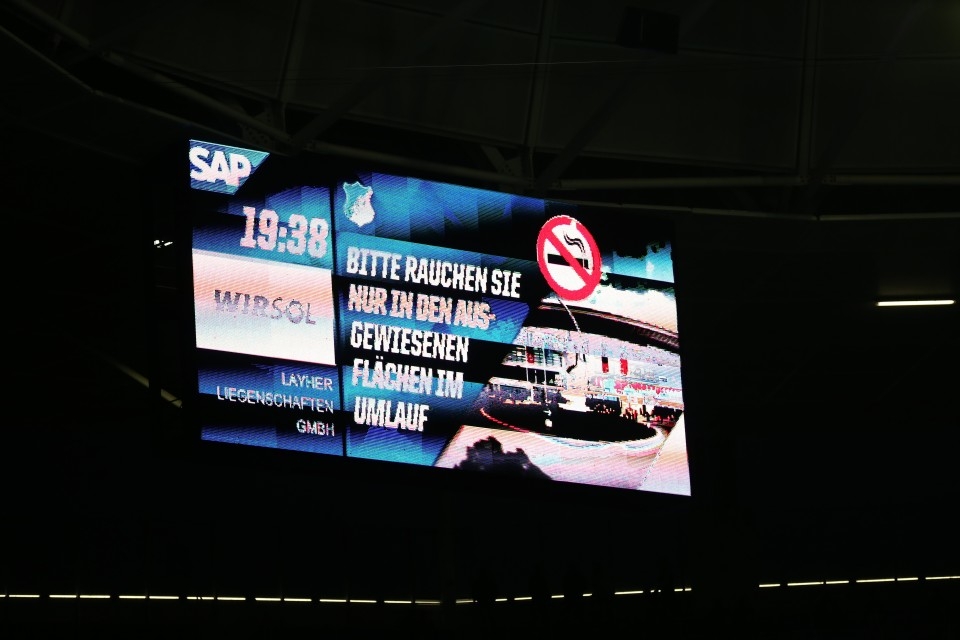 SAP
19:38
WIRSOL
LAYHER
LIEGENSCHAFTEN
GMBH
BITTE RAUCHEN SIE
NUR IN DEN AUS-
GEWIESENEN
FLÄCHEN IM
UMLAUF